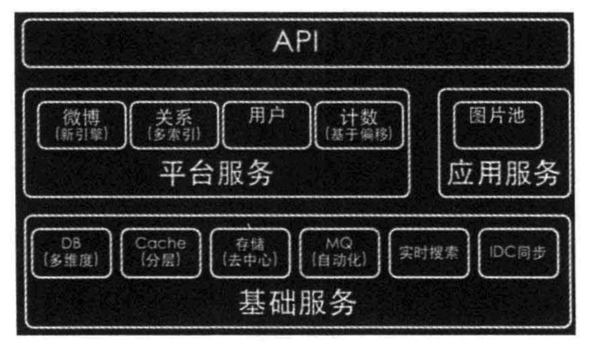 API
微博 关系 用户 计数 图片池
(新引擎) (多索引) (基于偏移)
平台服务 应用服务
DB Cache 存储 MQ 实时搜索 IDC同步
(多维度) (分层) (去中心) (自动化)
基础服务